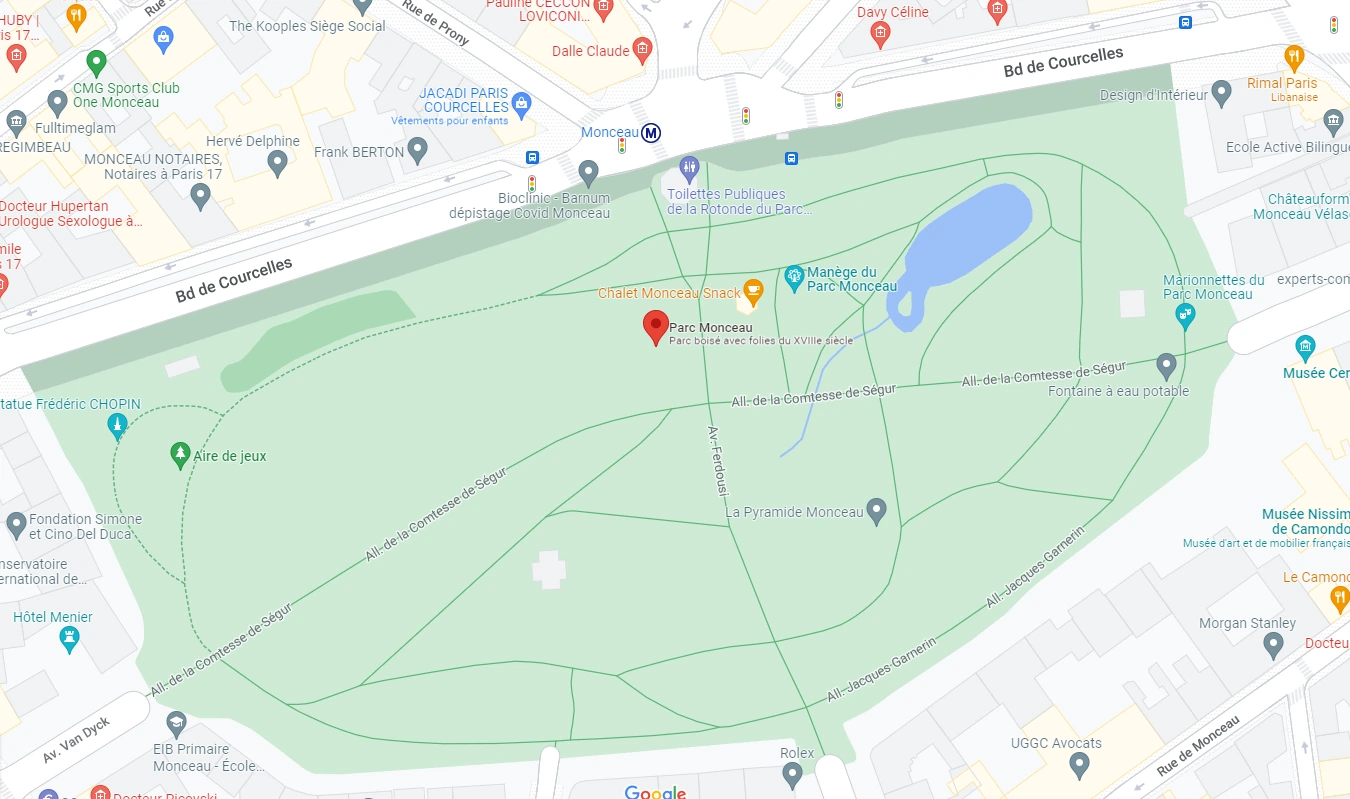 HUBY |
is 17...
Rue
The Kooples Siège Social
Rue de Prony
Pauline CECCON
LOVICONI...
Dalle Claude
Davy Céline
Bd de Courcelles
CMG Sports Club
One Monceau
Fulltimeglam
REGIMBEAU
JACADI PARIS
COURCELLES
Vêtements pour enfants
Monceau
M
Hervé Delphine
Frank BERTON
MONCEAU NOTAIRES,
Notaires à Paris 17
Design d'Intérieur
Rimal Paris
Libanaise
Ecole Active Bilingue
Docteur Hupertan
Urologue Sexologue à...
mile
s 17
Bioclinic - Barnum
dépistage Covid Monceau
Toilettes Publiques
de la Rotonde du Parc...
Châteauform
Monceau Vélas
Bd de Courcelles
Chalet Monceau Snack
Manège du
Parc Monceau
Marionnettes du
Parc Monceau
experts-com
Parc Monceau
Parc boisé avec folies du XVIIIe siècle
Musée Cer
All. de la Comtesse de Ségur
All. de la Comtesse de Ségur
Fontaine à eau potable
tatue Frédéric CHOPIN
Aire de jeux
Av. Ferdousi
All. de la Comtesse de Ségur
La Pyramide Monceau
Fondation Simone
et Cino Del Duca
Musée Nissim
de Camondo
Musée d'art et de mobilier français
nservatoire
ernational de...
All. Jacques Garnerin
Le Camond
Hôtel Menier
All. de la Comtesse de Ségur
All. Jacques Garnerin
Morgan Stanley
Docteu
Av. Van Dyck
EIB Primaire
Monceau - École...
Rolex
UGGC Avocats
Rue de Monceau
Google
Docteur Picovski